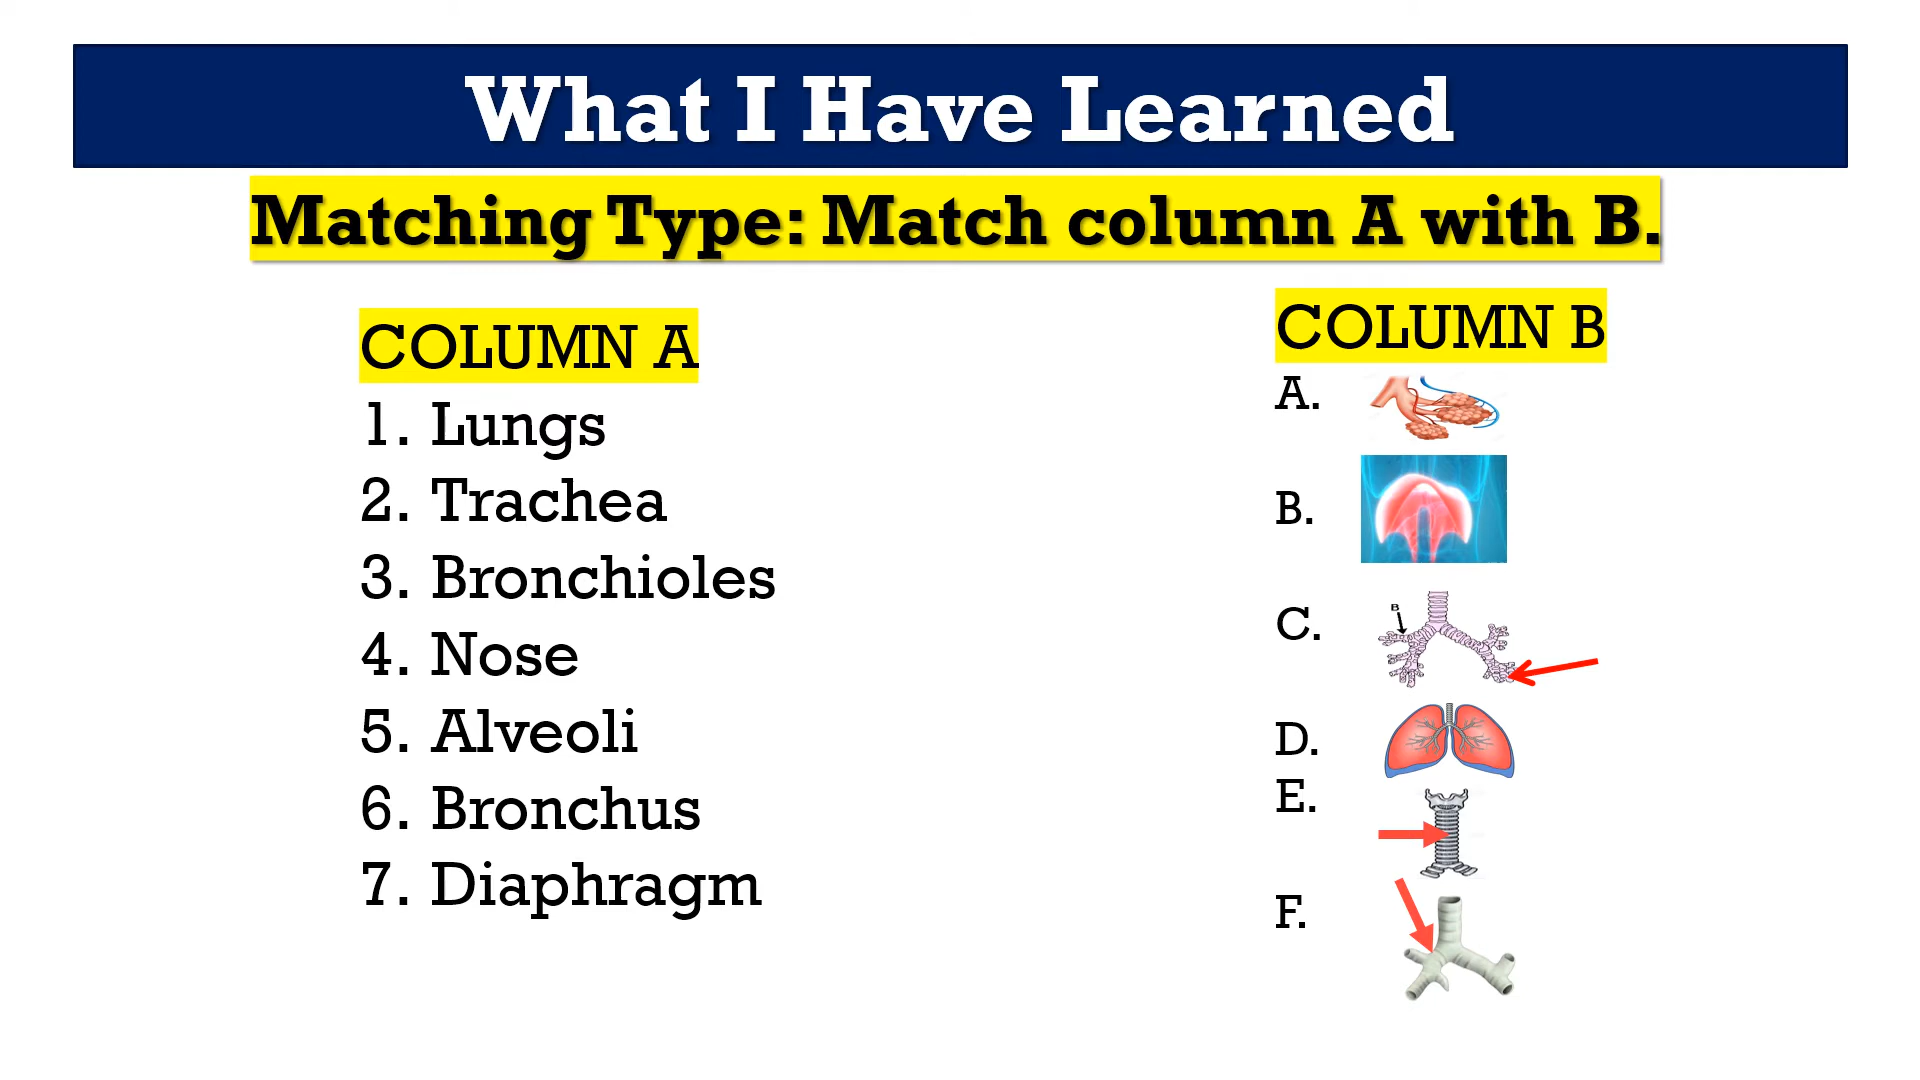 What I Have Learned
Matching Type: Match column A with B.
COLUMN A
1. Lungs
2. Trachea
3. Bronchioles
4. Nose
5. Alveoli
6. Bronchus
7. Diaphragm
COLUMN B
A.
B.
C.
B
D.
E.
F.